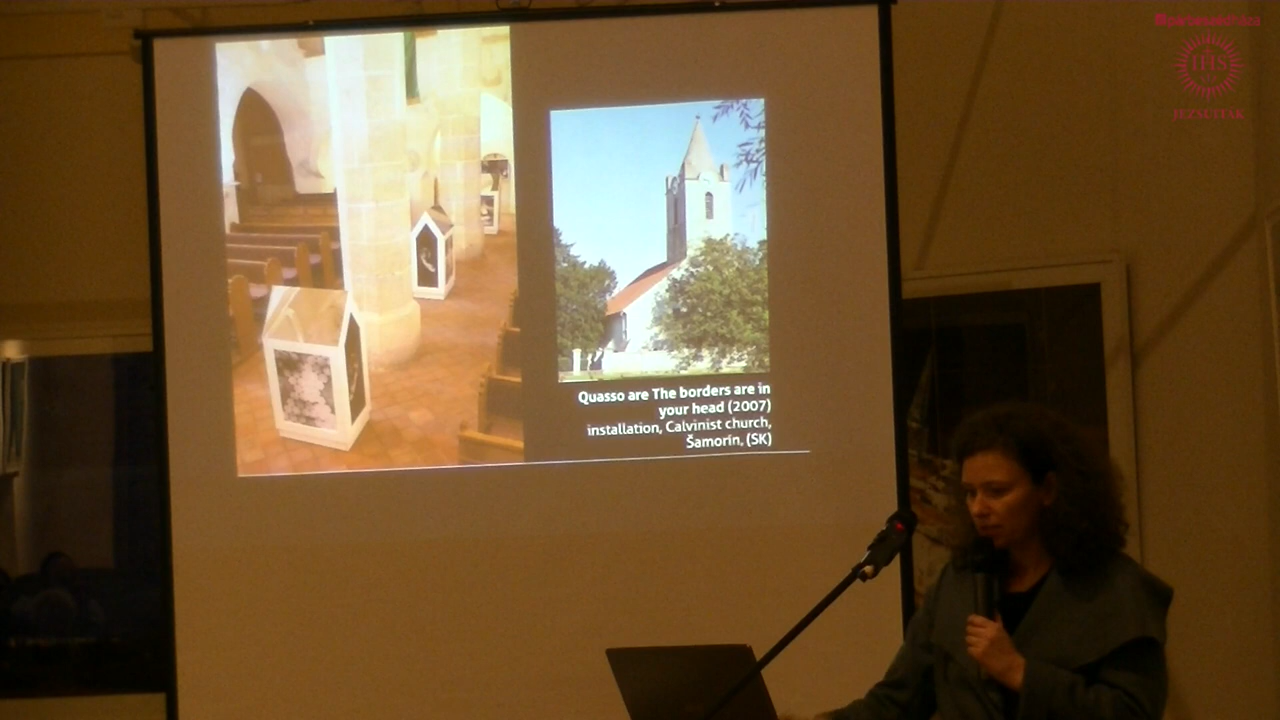 Quasso are The borders are in
your head (2007)
installation, Calvinist church,
Šamorín, (SK)
IHS
JEZSUITÁK